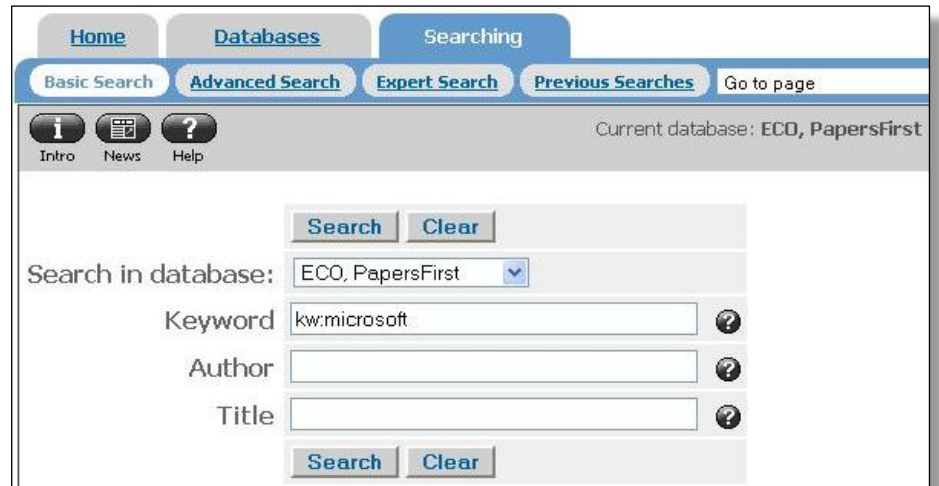 Home Databases Searching
Basic Search Advanced Search Expert Search Previous Searches Go to page
i ?
Intro News Help Current database: ECO, PapersFirst
Search Clear
Search in database: ECO, PapersFirst
Keyword kw:microsoft ?
Author ?
Title ?
Search Clear